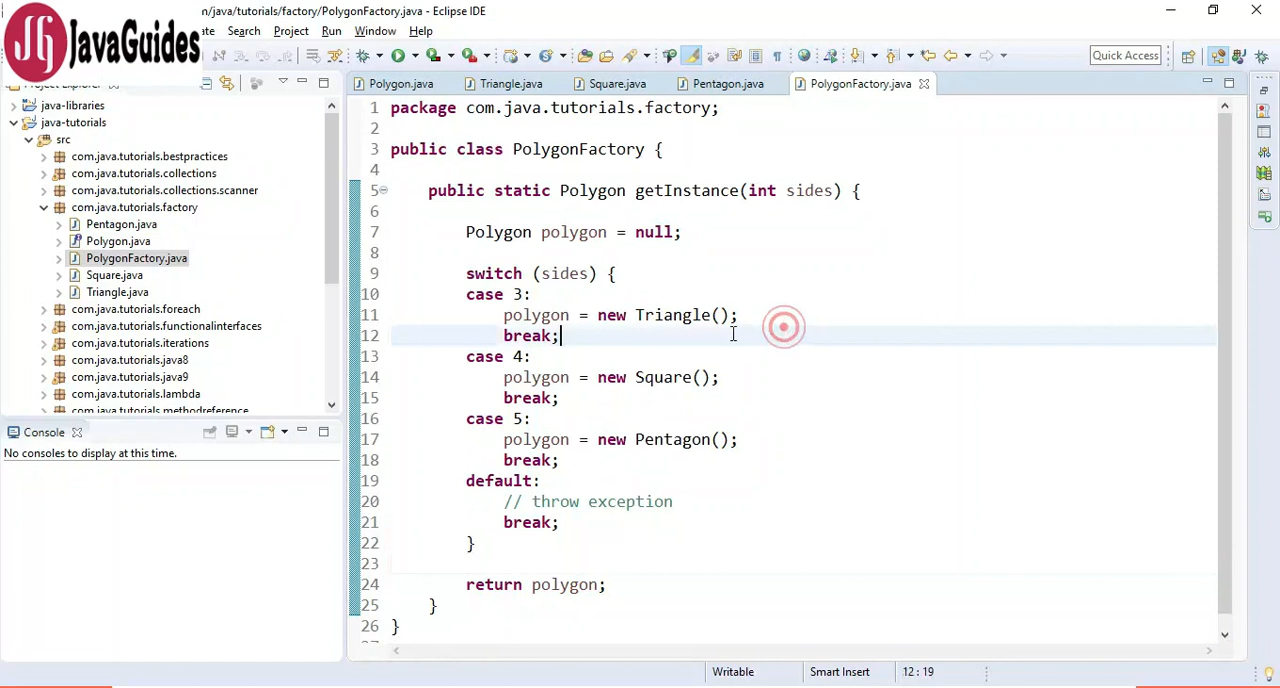 n/java/tutorials/factory/PolygonFactory.java - Eclipse IDE
JG JavaGuides
ate Search Project Run Window Help
Quick Access
Project Explorer
java-libraries
java-tutorials
src
com.java.tutorials.bestpractices
com.java.tutorials.collections
com.java.tutorials.collections.scanner
com.java.tutorials.factory
Pentagon.java
Polygon.java
PolygonFactory.java
Square.java
Triangle.java
com.java.tutorials.foreach
com.java.tutorials.functionalinterfaces
com.java.tutorials.iterations
com.java.tutorials.java8
com.java.tutorials.java9
com.java.tutorials.lambda
com.java.tutorials.methodreference
Console
No consoles to display at this time.
Polygon.java Triangle.java Square.java Pentagon.java PolygonFactory.java
1 package com.java.tutorials.factory;
2
3 public class PolygonFactory {
4
5 public static Polygon getInstance(int sides) {
6
7 Polygon polygon = null;
8
9 switch (sides) {
10 case 3:
11 polygon = new Triangle();
12 break;
13 case 4:
14 polygon = new Square();
15 break;
16 case 5:
17 polygon = new Pentagon();
18 break;
19 default:
20 // throw exception
21 break;
22 }
23
24 return polygon;
25 }
26 }
27
Writable Smart Insert 12 : 19